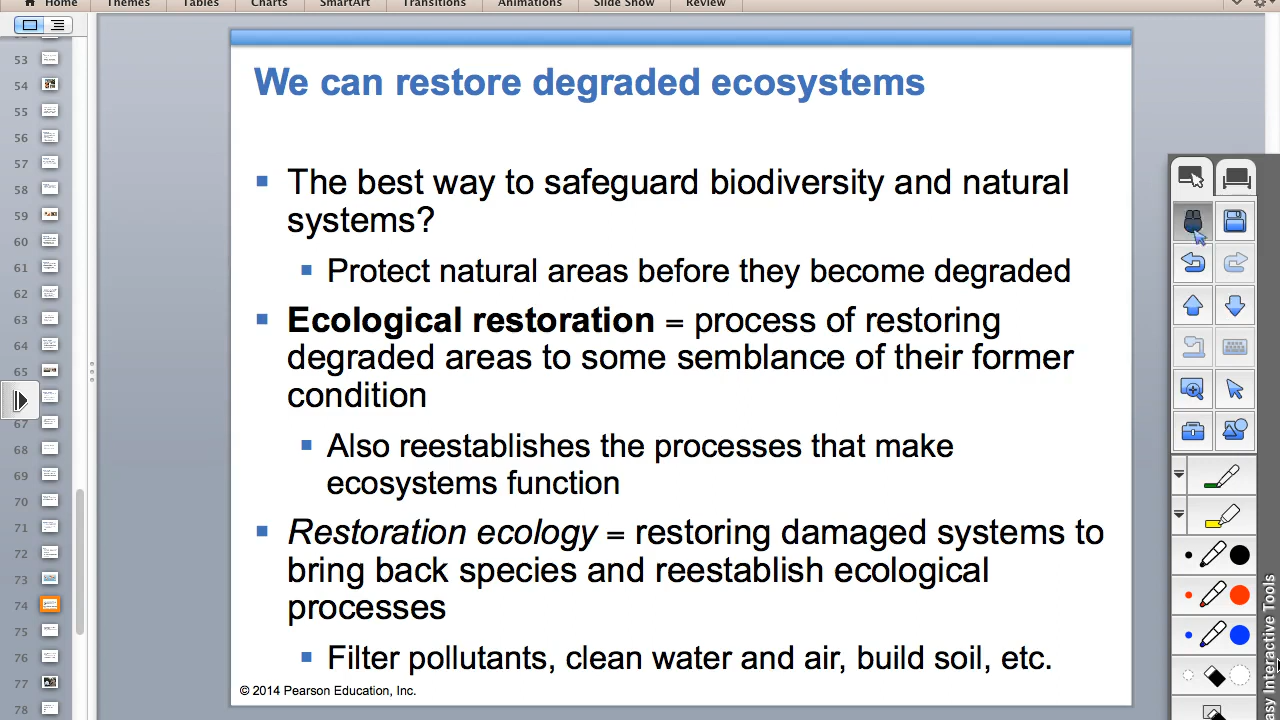 Home Themes Tables Charts SmartArt Transitions Animations Slide Show Review
53
54
55
56
57
58
59
60
61
62
63
64
65
67
68
69
70
71
72
73
74
75
76
77
78
We can restore degraded ecosystems
The best way to safeguard biodiversity and natural
systems?
Protect natural areas before they become degraded
Ecological restoration = process of restoring
degraded areas to some semblance of their former
condition
Also reestablishes the processes that make
ecosystems function
Restoration ecology = restoring damaged systems to
bring back species and reestablish ecological
processes
Filter pollutants, clean water and air, build soil, etc.
© 2014 Pearson Education, Inc.
Interactive Tools